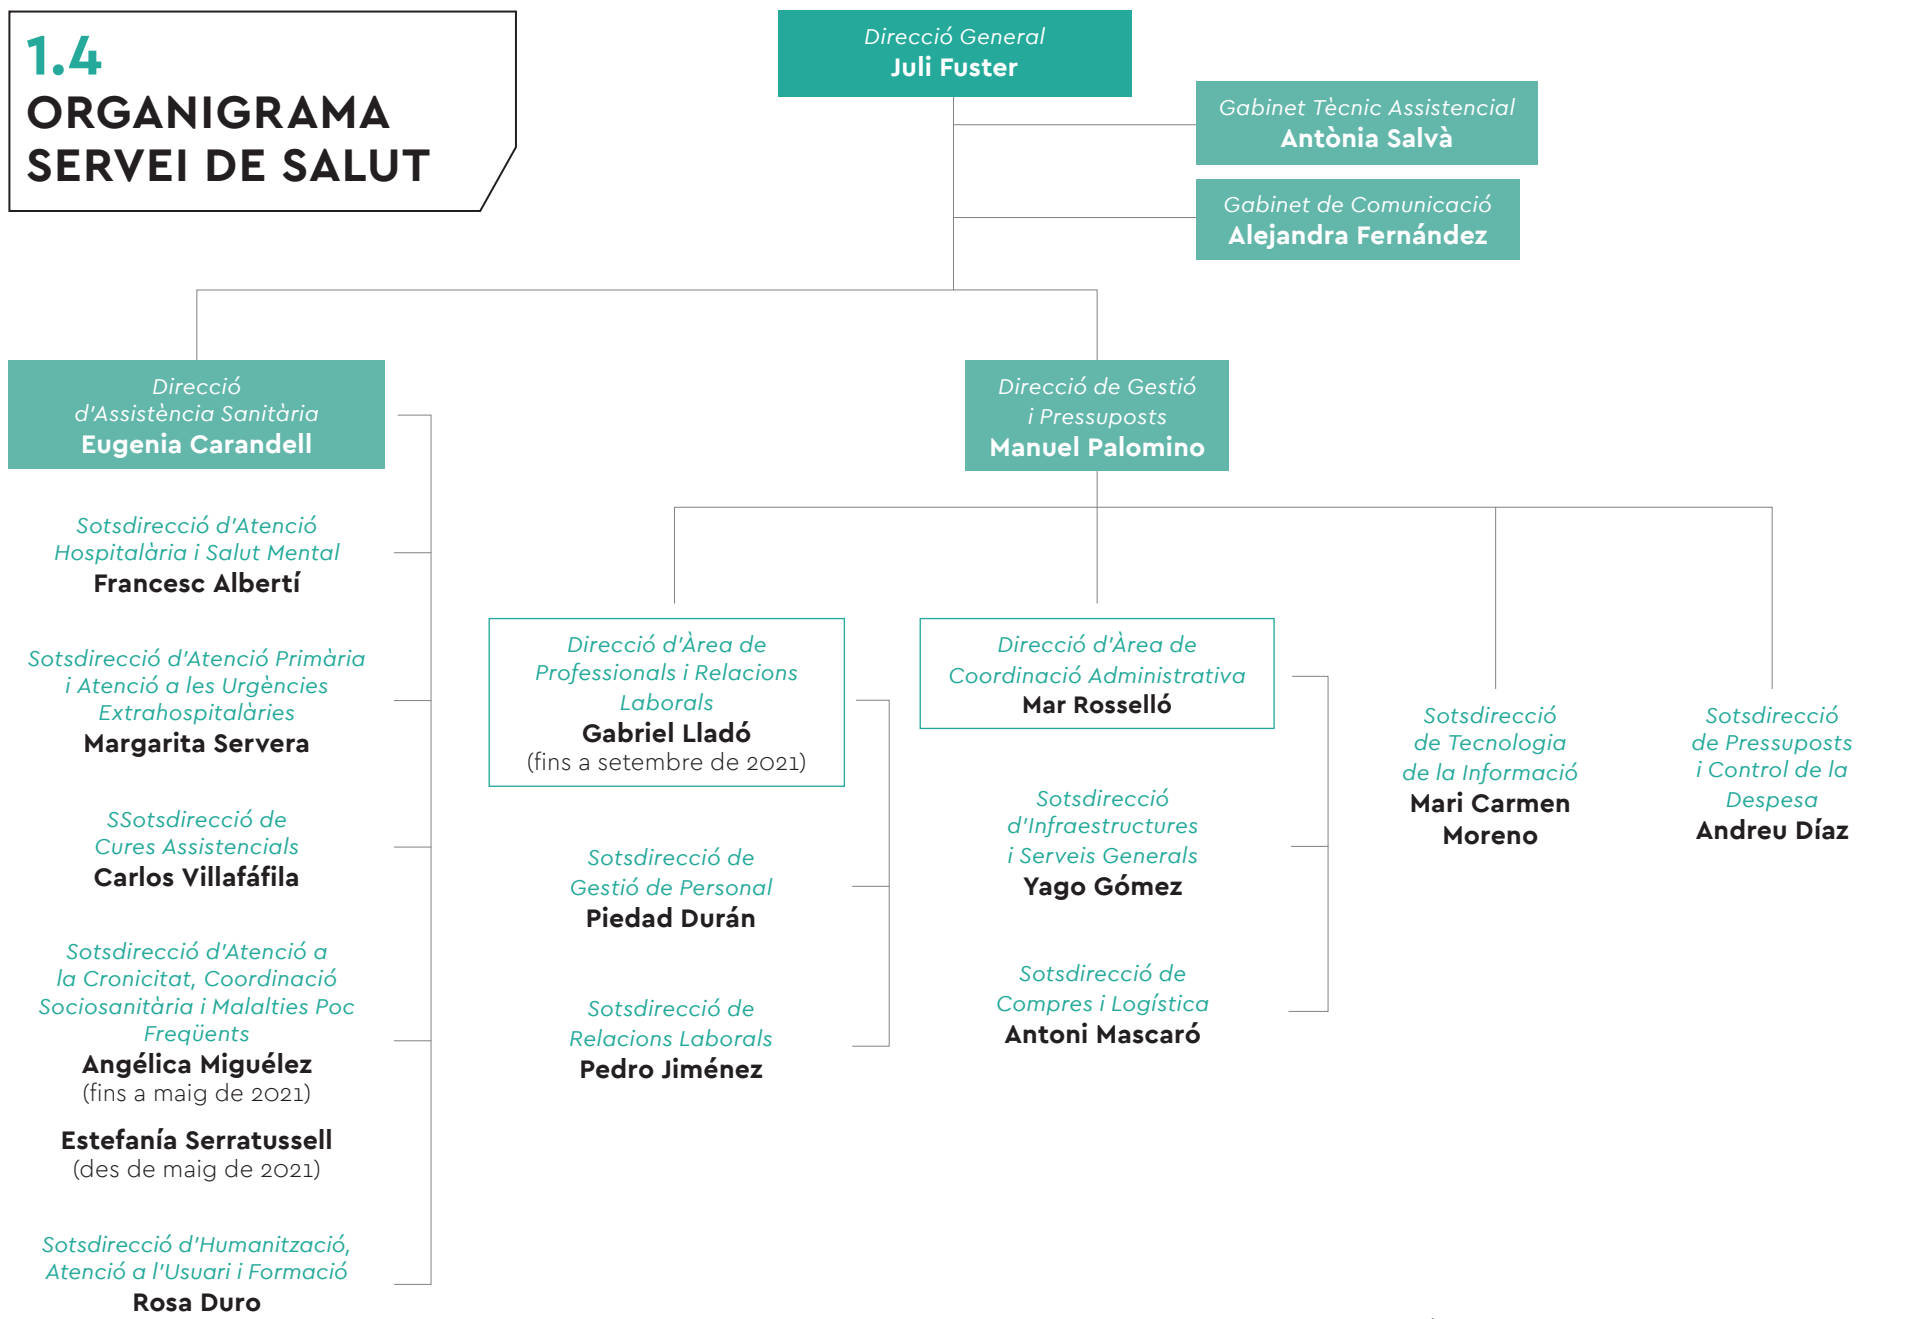 1.4
ORGANIGRAMA
SERVEI DE SALUT
Direcció General
Juli Fuster
Gabinet Tècnic Assistencial
Antònia Salvà
Gabinet de Comunicació
Alejandra Fernández
Direcció
d'Assistència Sanitària
Eugenia Carandell
Sotsdirecció d'Atenció
Hospitalària i Salut Mental
Francesc Albertí
Sotsdirecció d'Atenció Primària
i Atenció a les Urgències
Extrahospitalàries
Margarita Servera
SSotsdirecció de
Cures Assistencials
Carlos Villafáfila
Sotsdirecció d'Atenció a
la Cronicitat, Coordinació
Sociosanitària i Malalties Poc
Freqüents
Angélica Miguélez
(fins a maig de 2021)
Estefanía Serratussell
(des de maig de 2021)
Sotsdirecció d'Humanització,
Atenció a l'Usuari i Formació
Rosa Duro
Direcció de Gestió
i Pressuposts
Manuel Palomino
Direcció d'Àrea de
Professionals i Relacions
Laborals
Gabriel Lladó
(fins a setembre de 2021)
Sotsdirecció de
Gestió de Personal
Piedad Durán
Sotsdirecció de
Relacions Laborals
Pedro Jiménez
Direcció d'Àrea de
Coordinació Administrativa
Mar Rosselló
Sotsdirecció
d'Infraestructures
i Serveis Generals
Yago Gómez
Sotsdirecció de
Compres i Logística
Antoni Mascaró
Sotsdirecció
de Tecnologia
de la Informació
Mari Carmen
Moreno
Sotsdirecció
de Pressuposts
i Control de la
Despesa
Andreu Díaz